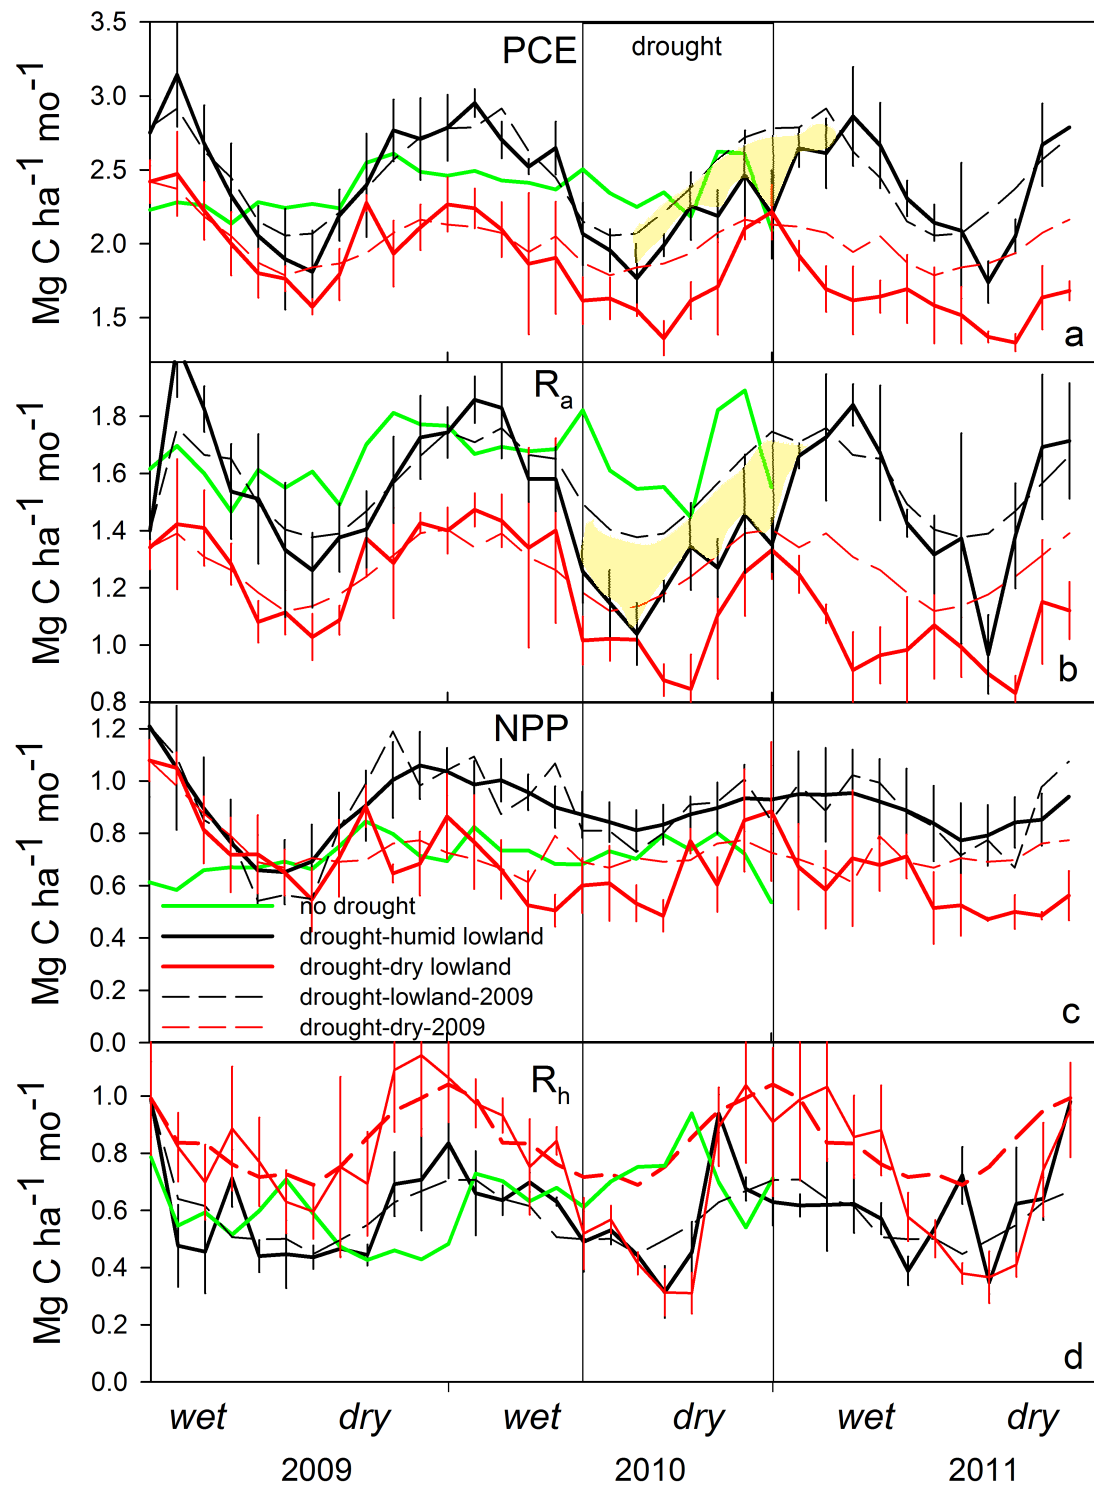 3.5
PCE
drought
3.0
2.5
2.0
1.5
Mg C ha⁻¹ mo⁻¹
a
Rₐ
1.8
1.6
1.4
1.2
1.0
0.8
Mg C ha⁻¹ mo⁻¹
b
NPP
1.2
1.0
0.8
0.6
0.4
0.2
0.0
Mg C ha⁻¹ mo⁻¹
no drought
drought-humid lowland
drought-dry lowland
drought-lowland-2009
drought-dry-2009
c
Rₕ
1.0
0.8
0.6
0.4
0.2
0.0
Mg C ha⁻¹ mo⁻¹
d
wet dry wet dry wet dry
2009 2010 2011